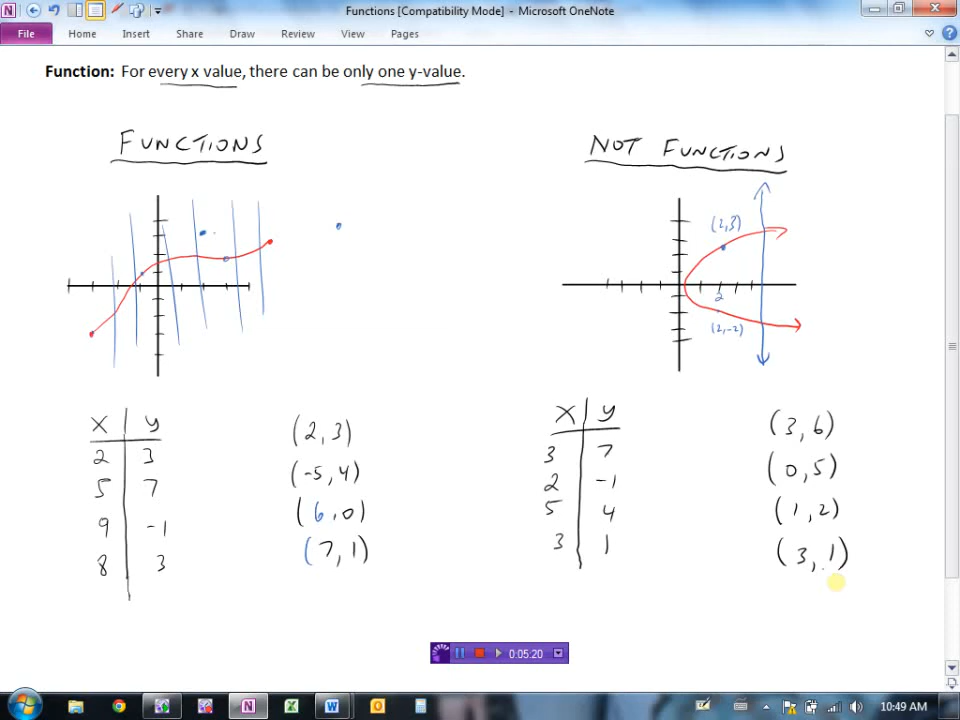 Functions [Compatibility Mode] - Microsoft OneNote
File Home Insert Share Draw Review View Pages
Function: For every x value, there can be only one y-value.
FUNCTIONS
NOT FUNCTIONS
(2,3)
2
(2,-2)
x y
2 3
5 7
9 -1
8 3
(2, 3)
(-5, 4)
(6, 0)
(7, 1)
x y
3 7
2 -1
5 4
3 1
(3, 6)
(0, 5)
(1, 2)
(3, 1)
0:05:20
10:49 AM